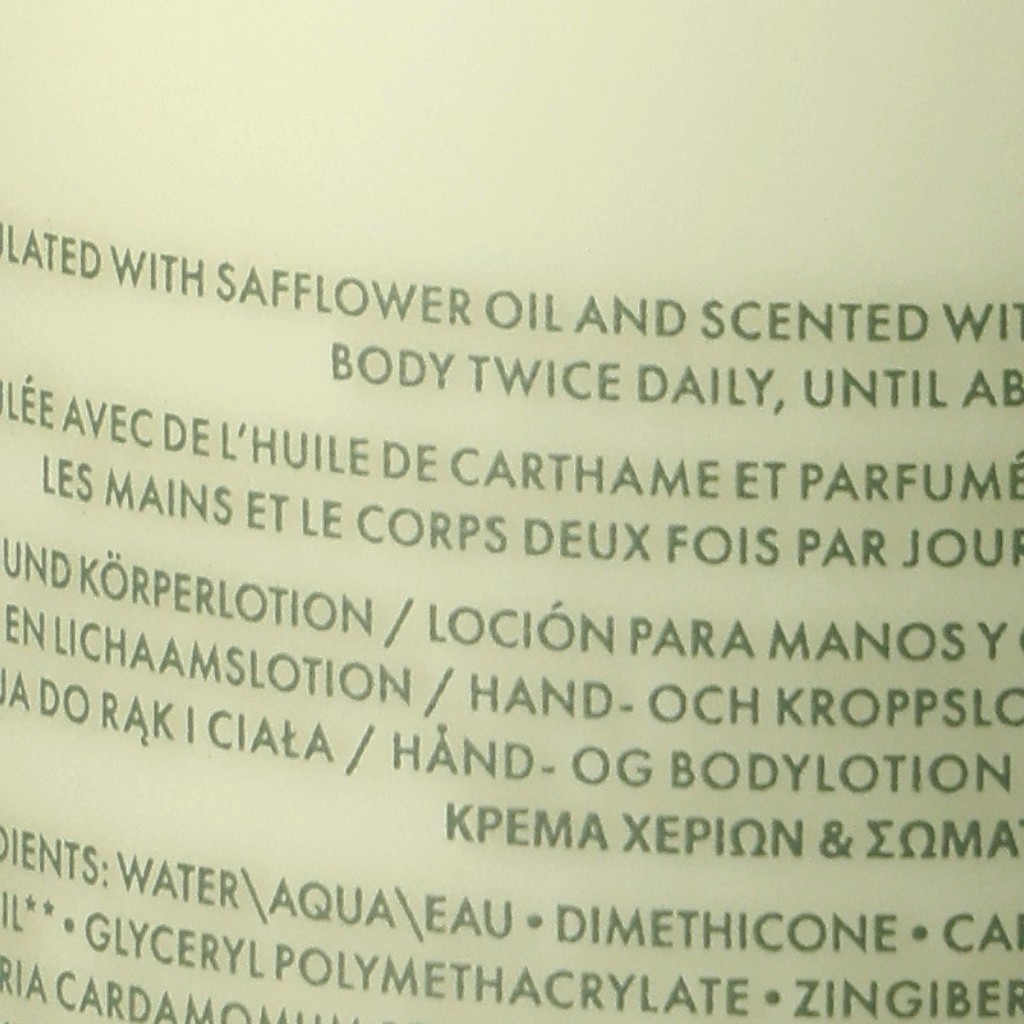 ULATED WITH SAFFLOWER OIL AND SCENTED WIT
BODY TWICE DAILY, UNTIL AB
ULÉE AVEC DE L'HUILE DE CARTHAME ET PARFUMÉ
LES MAINS ET LE CORPS DEUX FOIS PAR JOUR
UND KÖRPERLOTION / LOCIÓN PARA MANOS Y
EN LICHAAMSLOTION / HAND- OCH KROPPSLO
JA DO RĄK I CIAŁA / HÅND- OG BODYLOTION
ΚΡΕΜΑ ΧΕΡΙΩΝ & ΣΩΜΑΤ
DIENTS: WATER\AQUA\EAU • DIMETHICONE • CAR
IL** • GLYCERYL POLYMETHACRYLATE • ZINGIBER
RIA CARDAMOMUM